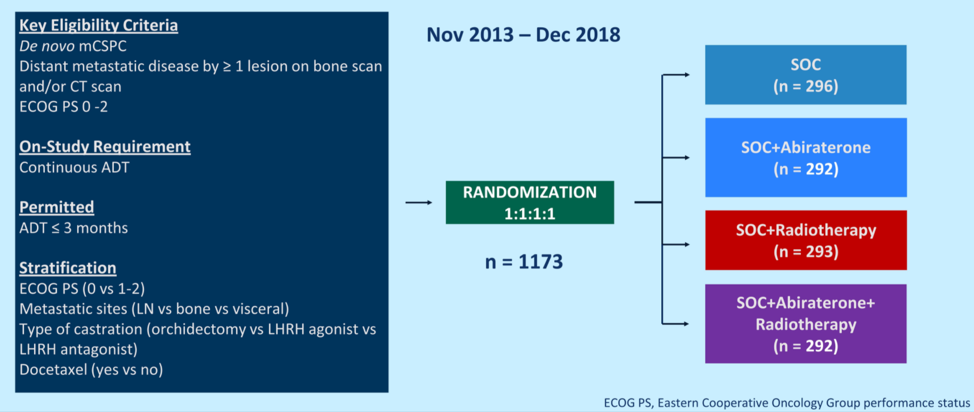 Key Eligibility Criteria
De novo mCSPC
Distant metastatic disease by ≥ 1 lesion on bone scan
and/or CT scan
ECOG PS 0 -2
On-Study Requirement
Continuous ADT
Permitted
ADT ≤ 3 months
Stratification
ECOG PS (0 vs 1-2)
Metastatic sites (LN vs bone vs visceral)
Type of castration (orchidectomy vs LHRH agonist vs
LHRH antagonist)
Docetaxel (yes vs no)
Nov 2013 – Dec 2018
RANDOMIZATION
1:1:1:1
n = 1173
SOC
(n = 296)
SOC+Abiraterone
(n = 292)
SOC+Radiotherapy
(n = 293)
SOC+Abiraterone+
Radiotherapy
(n = 292)
ECOG PS, Eastern Cooperative Oncology Group performance status